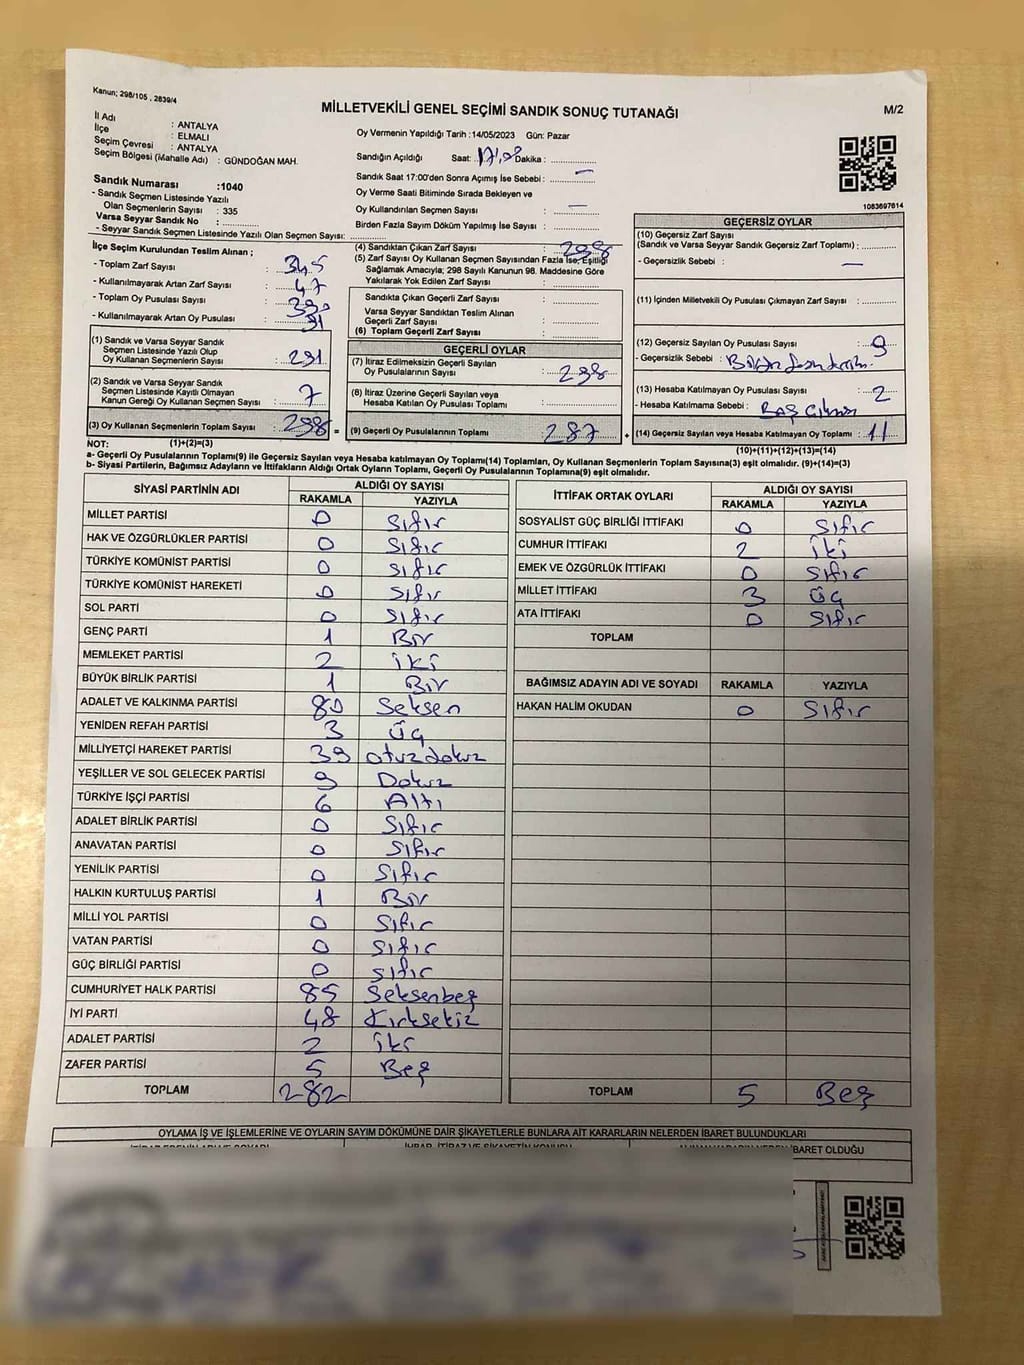 Kanun; 298/105 , 2839/4
MİLLETVEKİLİ GENEL SEÇİMİ SANDIK SONUÇ TUTANAĞI
M/2
İl Adı : ANTALYA
İlçe : ELMALI
Seçim Çevresi : ANTALYA
Seçim Bölgesi (Mahalle Adı) : GÜNDOĞAN MAH.
Sandık Numarası :1040
- Sandık Seçmen Listesinde Yazılı
Olan Seçmenlerin Sayısı : 335
Varsa Seyyar Sandık No :
- Seyyar Sandık Seçmen Listesinde Yazılı Olan Seçmen Sayısı:
Oy Vermenin Yapıldığı Tarih :14/05/2023 Gün: Pazar
Sandığın Açıldığı Saat: Dakika :
Sandık Saat 17:00'den Sonra Açımış İse Sebebi : —
Oy Verme Saati Bitiminde Sırada Bekleyen ve
Oy Kullandırılan Seçmen Sayısı : —
Birden Fazla Sayım Döküm Yapılmış İse Sayısı :
1083697614
İlçe Seçim Kurulundan Teslim Alınan ;
- Toplam Zarf Sayısı : 345
- Kullanılmayarak Artan Zarf Sayısı : 47
- Toplam Oy Pusulası Sayısı :
- Kullanılmayarak Artan Oy Pusulası :
(1) Sandık ve Varsa Seyyar Sandık
Seçmen Listesinde Yazılı Olup
Oy Kullanan Seçmenlerin Sayısı : 291
(2) Sandık ve Varsa Seyyar Sandık
Seçmen Listesinde Kayıtlı Olmayan
Kanun Gereği Oy Kullanan Seçmen Sayısı : 7
(3) Oy Kullanan Seçmenlerin Toplam Sayısı : 298 =
(4) Sandıktan Çıkan Zarf Sayısı : 298
(5) Zarf Sayısı Oy Kullanan Seçmen Sayısından Fazla İse, Eşitliği
Sağlamak Amacıyla; 298 Sayılı Kanunun 98. Maddesine Göre
Yakılarak Yok Edilen Zarf Sayısı :
Sandıkta Çıkan Geçerli Zarf Sayısı :
Varsa Seyyar Sandıktan Teslim Alınan
Geçerli Zarf Sayısı :
(6) Toplam Geçerli Zarf Sayısı :
GEÇERLİ OYLAR
(7) İtiraz Edilmeksizin Geçerli Sayılan
Oy Pusulalarının Sayısı : 298
(8) İtiraz Üzerine Geçerli Sayılan veya
Hesaba Katılan Oy Pusulası Toplamı :
(9) Geçerli Oy Pusulalarının Toplamı : 287 +
GEÇERSİZ OYLAR
(10) Geçersiz Zarf Sayısı
(Sandık ve Varsa Seyyar Sandık Geçersiz Zarf Toplamı) :
- Geçersizlik Sebebi : —
(11) İçinden Milletvekili Oy Pusulası Çıkmayan Zarf Sayısı :
(12) Geçersiz Sayılan Oy Pusulası Sayısı : 9
- Geçersizlik Sebebi :
(13) Hesaba Katılmayan Oy Pusulası Sayısı : 2
- Hesaba Katılmama Sebebi : Boş
(14) Geçersiz Sayılan veya Hesaba Katılmayan Oy Toplamı : 11
NOT: (1)+(2)=(3) (10)+(11)+(12)+(13)=(14)
a- Geçerli Oy Pusulalarının Toplamı(9) ile Geçersiz Sayılan veya Hesaba Katılmayan Oy Toplamı(14) Toplamları, Oy Kullanan Seçmenlerin Toplam Sayısına(3) eşit olmalıdır. (9)+(14)=(3)
b- Siyasi Partilerin, Bağımsız Adayların ve İttifakların Aldığı Ortak Oyların Toplamı, Geçerli Oy Pusulalarının Toplamına(9) eşit olmalıdır.
SİYASİ PARTİNİN ADI ALDIĞI OY SAYISI
RAKAMLA YAZIYLA
MİLLET PARTİSİ 0 Sıfır
HAK VE ÖZGÜRLÜKLER PARTİSİ 0 Sıfır
TÜRKİYE KOMÜNİST PARTİSİ 0 Sıfır
TÜRKİYE KOMÜNİST HAREKETİ 0 Sıfır
SOL PARTİ 0 Sıfır
GENÇ PARTİ 1 Bir
MEMLEKET PARTİSİ 2 iki
BÜYÜK BİRLİK PARTİSİ 1 Bir
ADALET VE KALKINMA PARTİSİ 80 Seksen
YENİDEN REFAH PARTİSİ 3 üç
MİLLİYETÇİ HAREKET PARTİSİ 39 otuzdokuz
YEŞİLLER VE SOL GELECEK PARTİSİ 9 Dokuz
TÜRKİYE İŞÇİ PARTİSİ 6 Altı
ADALET BİRLİK PARTİSİ 0 Sıfır
ANAVATAN PARTİSİ 0 Sıfır
YENİLİK PARTİSİ 0 Sıfır
HALKIN KURTULUŞ PARTİSİ 1 Bir
MİLLİ YOL PARTİSİ 0 Sıfır
VATAN PARTİSİ 0 Sıfır
GÜÇ BİRLİĞİ PARTİSİ 0 sıfır
CUMHURİYET HALK PARTİSİ 85 Seksenbeş
İYİ PARTİ 48 Kırksekiz
ADALET PARTİSİ 2 iki
ZAFER PARTİSİ 5 Beş
TOPLAM 282
İTTİFAK ORTAK OYLARI ALDIĞI OY SAYISI
RAKAMLA YAZIYLA
SOSYALİST GÜÇ BİRLİĞİ İTTİFAKI 0 Sıfır
CUMHUR İTTİFAKI 2 iki
EMEK VE ÖZGÜRLÜK İTTİFAKI 0 Sıfır
MİLLET İTTİFAKI 3 üç
ATA İTTİFAKI 0 Sıfır
TOPLAM
BAĞIMSIZ ADAYIN ADI VE SOYADI RAKAMLA YAZIYLA
HAKAN HALİM OKUDAN 0 Sıfır
TOPLAM 5 Beş
OYLAMA İŞ VE İŞLEMLERİNE VE OYLARIN SAYIM DÖKÜMÜNE DAİR ŞİKAYETLERLE BUNLARA AİT KARARLARIN NELERDEN İBARET BULUNDUKLARI
İBARET OLDUĞU